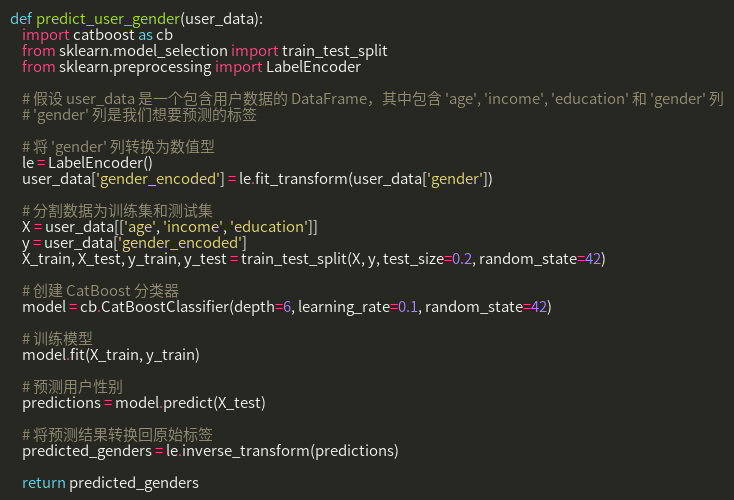 def predict_user_gender(user_data):
import catboost as cb
from sklearn.model_selection import train_test_split
from sklearn.preprocessing import LabelEncoder
# 假设 user_data 是一个包含用户数据的 DataFrame，其中包含 'age', 'income', 'education' 和 'gender' 列
# 'gender' 列是我们想要预测的标签
# 将 'gender' 列转换为数值型
le = LabelEncoder()
user_data['gender_encoded'] = le.fit_transform(user_data['gender'])
# 分割数据为训练集和测试集
X = user_data[['age', 'income', 'education']]
y = user_data['gender_encoded']
X_train, X_test, y_train, y_test = train_test_split(X, y, test_size=0.2, random_state=42)
# 创建 CatBoost 分类器
model = cb.CatBoostClassifier(depth=6, learning_rate=0.1, random_state=42)
# 训练模型
model.fit(X_train, y_train)
# 预测用户性别
predictions = model.predict(X_test)
# 将预测结果转换回原始标签
predicted_genders = le.inverse_transform(predictions)
return predicted_genders